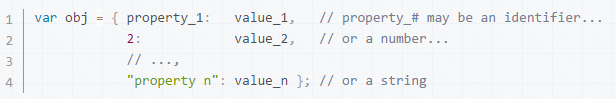 1 var obj = { property_1:   value_1,   // property_# may be an identifier...
2             2:            value_2,   // or a number...
3             // ...,
4             "property n": value_n }; // or a string